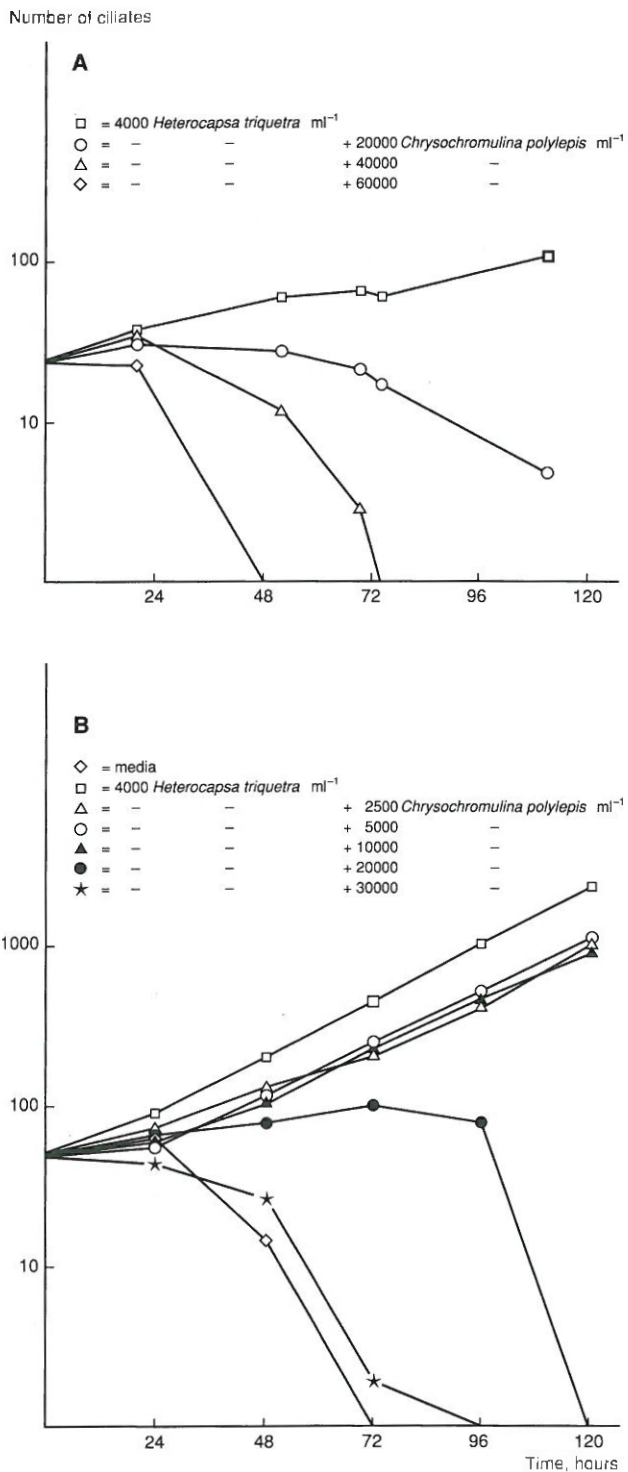 Number of ciliates
A
= 4000 Heterocapsa triquetra ml⁻¹
= – – + 20000 Chrysochromulina polylepis ml⁻¹
= – – + 40000 –
= – – + 60000 –
100
10
24 48 72 96 120
B
= media
= 4000 Heterocapsa triquetra ml⁻¹
= – – + 2500 Chrysochromulina polylepis ml⁻¹
= – – + 5000 –
= – – + 10000 –
= – – + 20000 –
= – – + 30000 –
1000
100
10
24 48 72 96 120
Time, hours